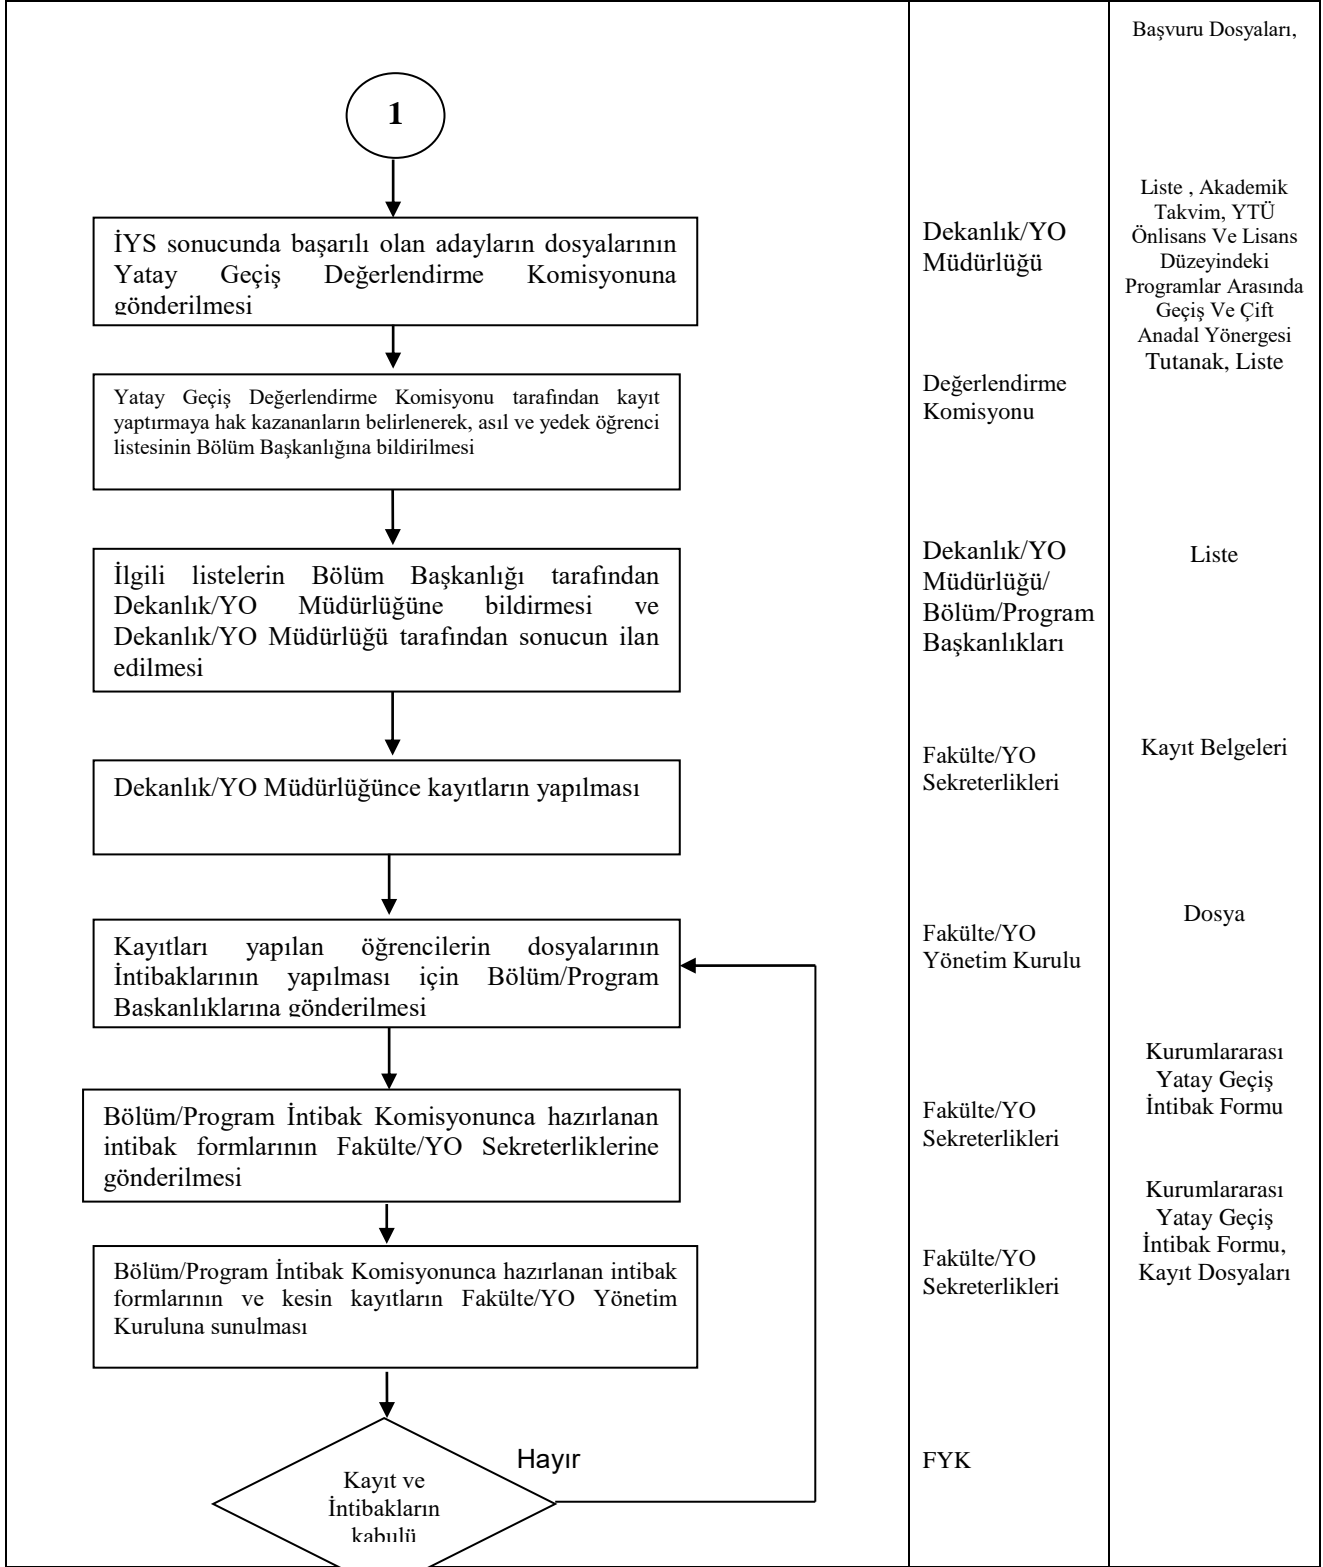 Başvuru Dosyaları,
1
İYS sonucunda başarılı olan adayların dosyalarının
Yatay Geçiş Değerlendirme Komisyonuna
gönderilmesi
Dekanlık/YO
Müdürlüğü
Liste , Akademik
Takvim, YTÜ
Önlisans Ve Lisans
Düzeyindeki
Programlar Arasında
Geçiş Ve Çift
Anadal Yönergesi
Tutanak, Liste
Yatay Geçiş Değerlendirme Komisyonu tarafından kayıt
yaptırmaya hak kazananların belirlenerek, asıl ve yedek öğrenci
listesinin Bölüm Başkanlığına bildirilmesi
Değerlendirme
Komisyonu
İlgili listelerin Bölüm Başkanlığı tarafından
Dekanlık/YO Müdürlüğüne bildirmesi ve
Dekanlık/YO Müdürlüğü tarafından sonucun ilan
edilmesi
Dekanlık/YO
Müdürlüğü/
Bölüm/Program
Başkanlıkları
Liste
Dekanlık/YO Müdürlüğünce kayıtların yapılması
Fakülte/YO
Sekreterlikleri
Kayıt Belgeleri
Kayıtları yapılan öğrencilerin dosyalarının
İntibaklarının yapılması için Bölüm/Program
Başkanlıklarına gönderilmesi
Fakülte/YO
Yönetim Kurulu
Dosya
Bölüm/Program İntibak Komisyonunca hazırlanan
intibak formlarının Fakülte/YO Sekreterliklerine
gönderilmesi
Fakülte/YO
Sekreterlikleri
Kurumlararası
Yatay Geçiş
İntibak Formu
Bölüm/Program İntibak Komisyonunca hazırlanan intibak
formlarının ve kesin kayıtların Fakülte/YO Yönetim
Kuruluna sunulması
Fakülte/YO
Sekreterlikleri
Kurumlararası
Yatay Geçiş
İntibak Formu,
Kayıt Dosyaları
Kayıt ve
İntibakların
kabulü
Hayır
FYK